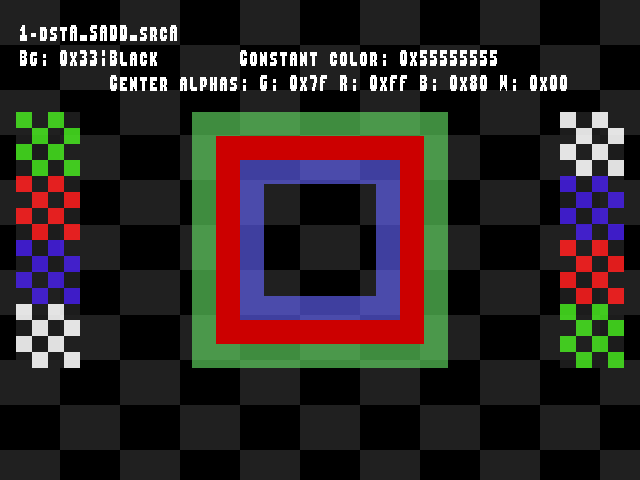 1-dstA_SADD_srcA
Bg: 0x33¦Black Constant color: 0x55555555
Center alphas: G: 0x7f R: 0xff B: 0x80 W: 0x00